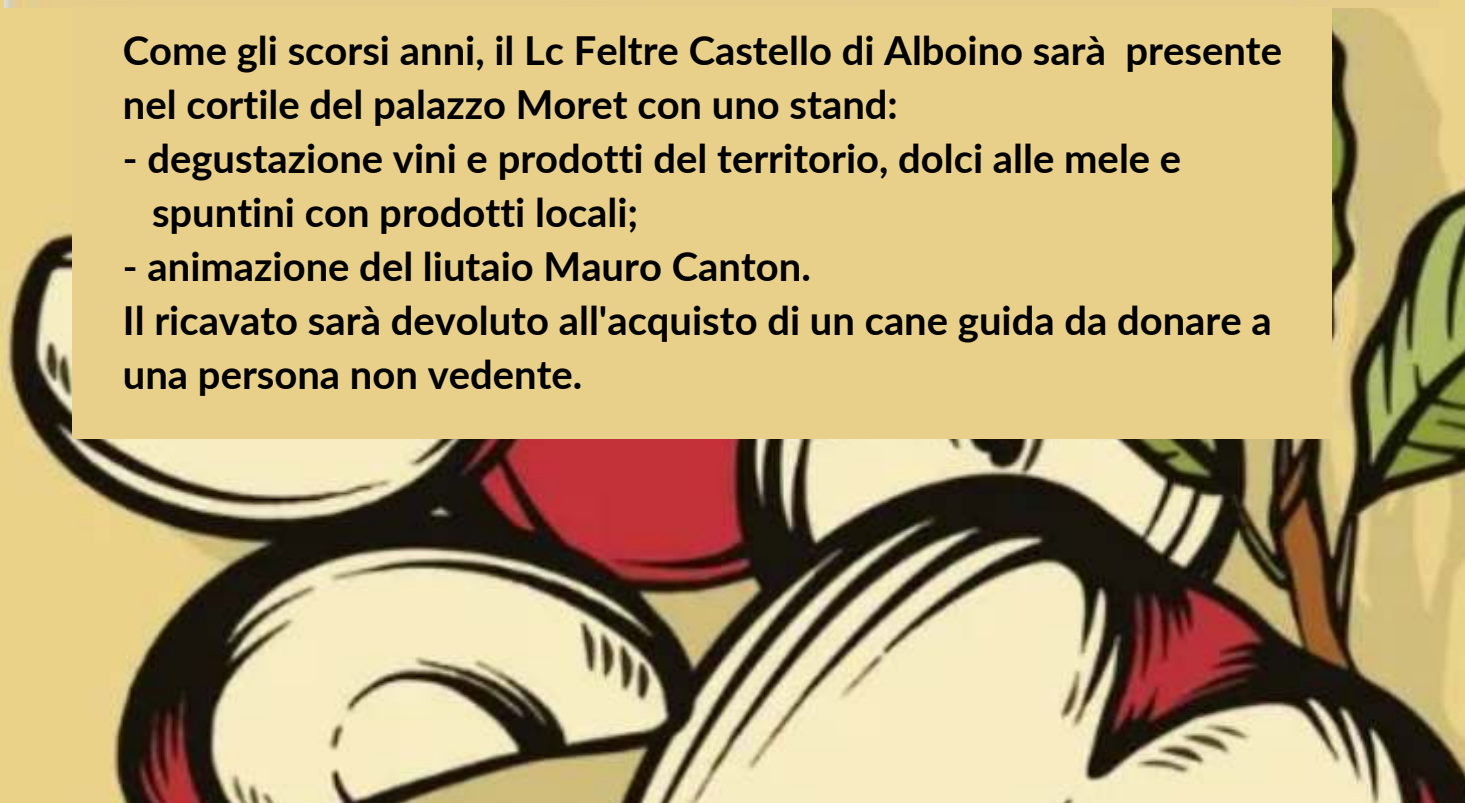 Come gli scorsi anni, il Lc Feltre Castello di Alboino sarà  presente
nel cortile del palazzo Moret con uno stand:
- degustazione vini e prodotti del territorio, dolci alle mele e
spuntini con prodotti locali;
- animazione del liutaio Mauro Canton.
Il ricavato sarà devoluto all'acquisto di un cane guida da donare a
una persona non vedente.